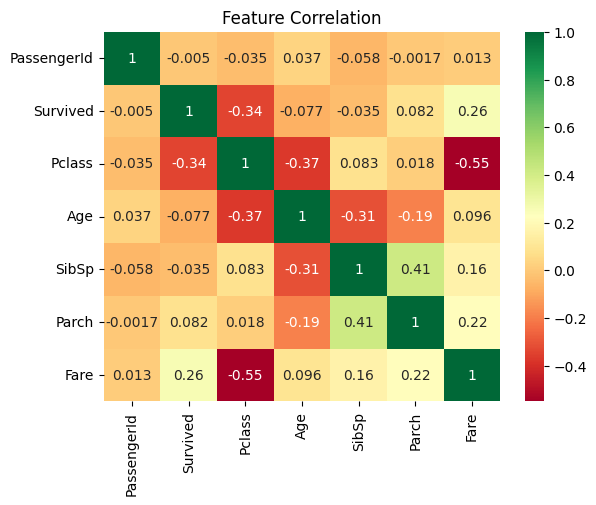 Feature Correlation
PassengerId 1 -0.005 -0.035 0.037 -0.058 -0.0017 0.013
Survived -0.005 1 -0.34 -0.077 -0.035 0.082 0.26
Pclass -0.035 -0.34 1 -0.37 0.083 0.018 -0.55
Age 0.037 -0.077 -0.37 1 -0.31 -0.19 0.096
SibSp -0.058 -0.035 0.083 -0.31 1 0.41 0.16
Parch -0.0017 0.082 0.018 -0.19 0.41 1 0.22
Fare 0.013 0.26 -0.55 0.096 0.16 0.22 1
PassengerId
Survived
Pclass
Age
SibSp
Parch
Fare
1.0
0.8
0.6
0.4
0.2
0.0
−0.2
−0.4